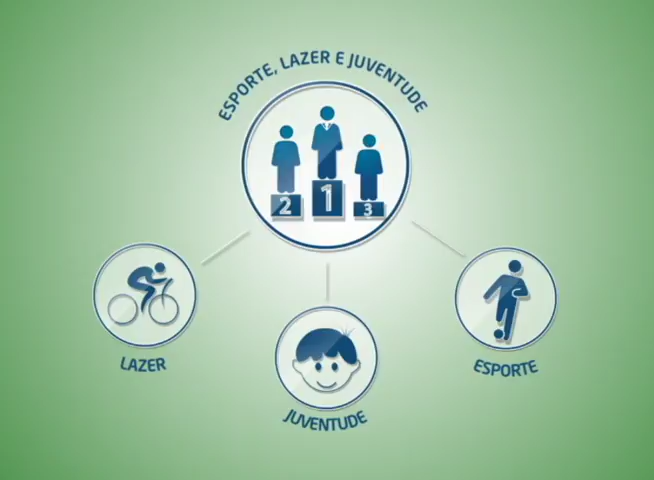 ESPORTE, LAZER E JUVENTUDE
2
1
3
LAZER
JUVENTUDE
ESPORTE